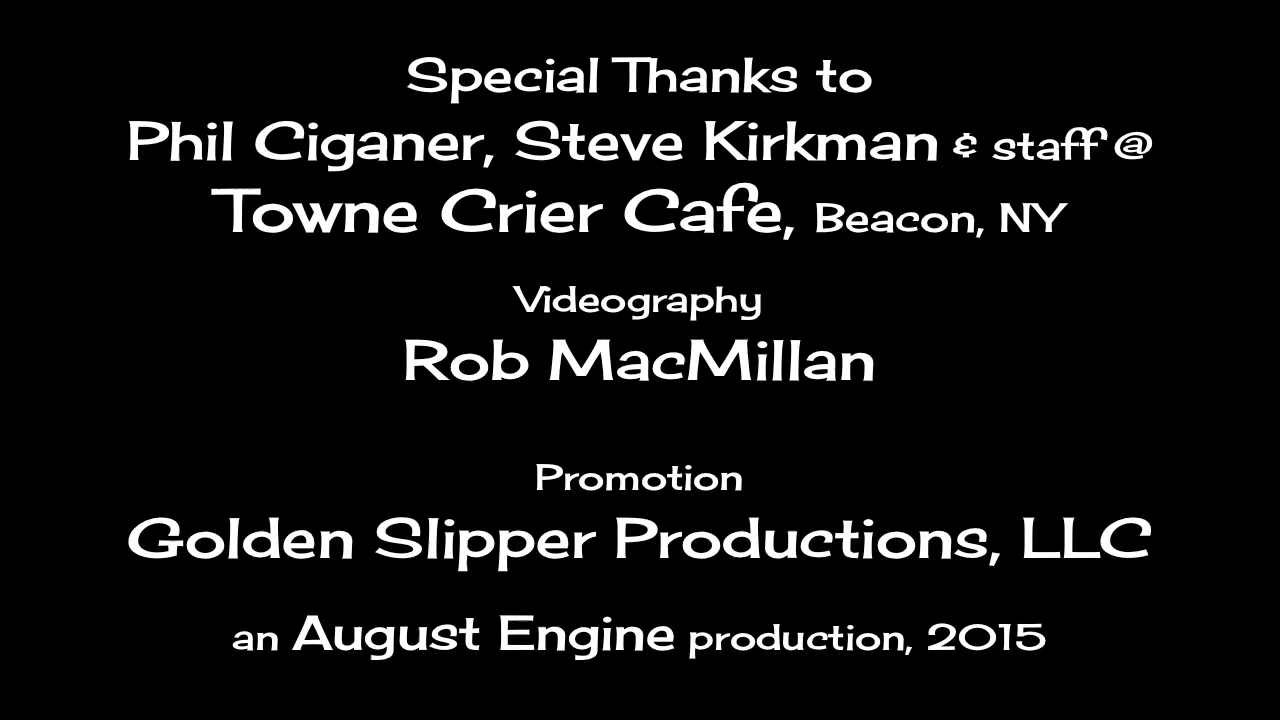 Special Thanks to
Phil Ciganer, Steve Kirkman & staff @
Towne Crier Cafe, Beacon, NY
Videography
Rob MacMillan
Promotion
Golden Slipper Productions, LLC
an August Engine production, 2015